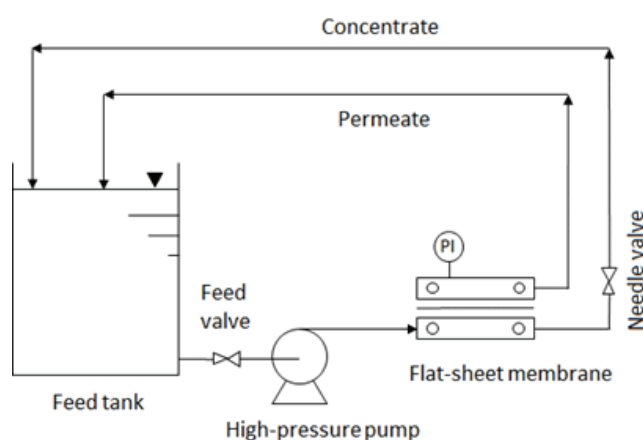 Concentrate
Permeate
PI
Feed
valve
Needle valve
Flat-sheet membrane
Feed tank
High-pressure pump